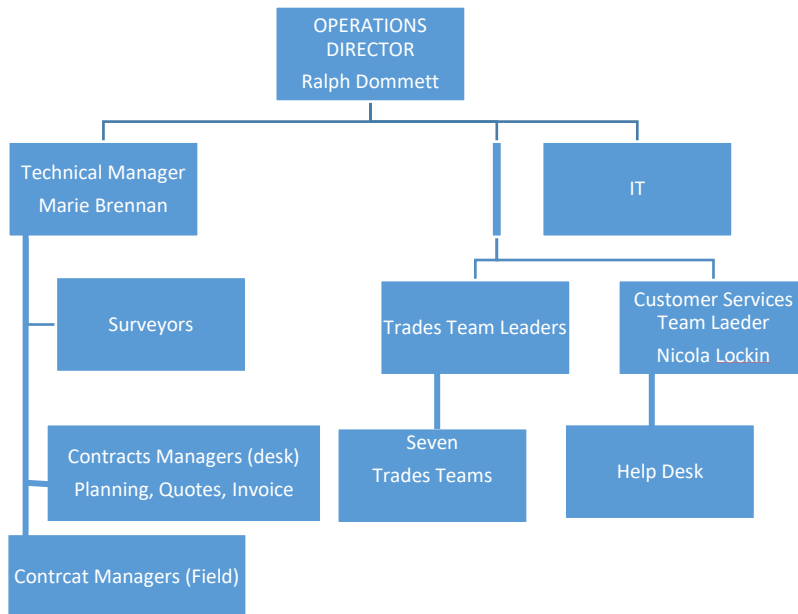 OPERATIONS
DIRECTOR
Ralph Dommett
Technical Manager
Marie Brennan
IT
Surveyors
Trades Team Leaders
Customer Services
Team Laeder
Nicola Lockin
Contracts Managers (desk)
Planning, Quotes, Invoice
Seven
Trades Teams
Help Desk
Contrcat Managers (Field)